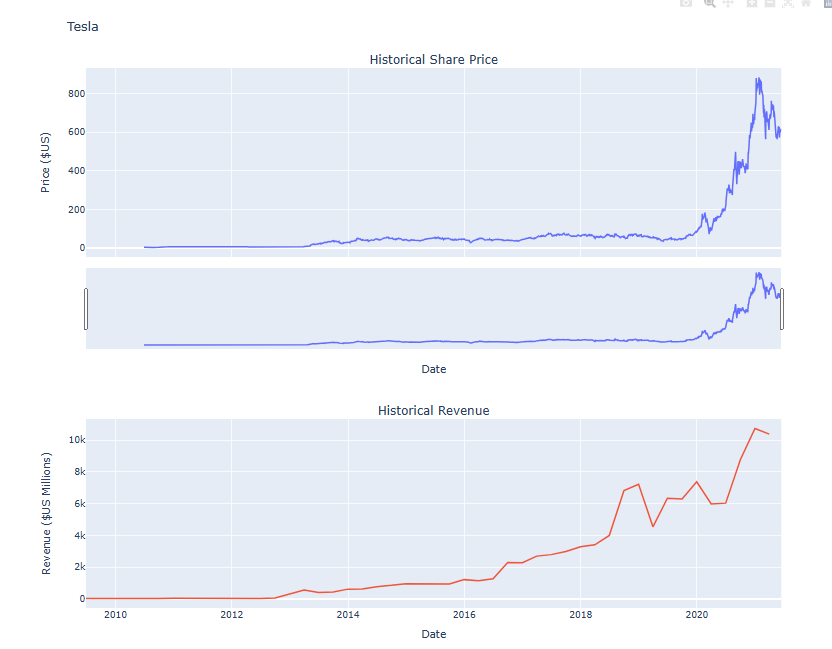 Tesla
Historical Share Price
Price ($US)
800
600
400
200
0
Date
Historical Revenue
Revenue ($US Millions)
10k
8k
6k
4k
2k
0
2010 2012 2014 2016 2018 2020
Date